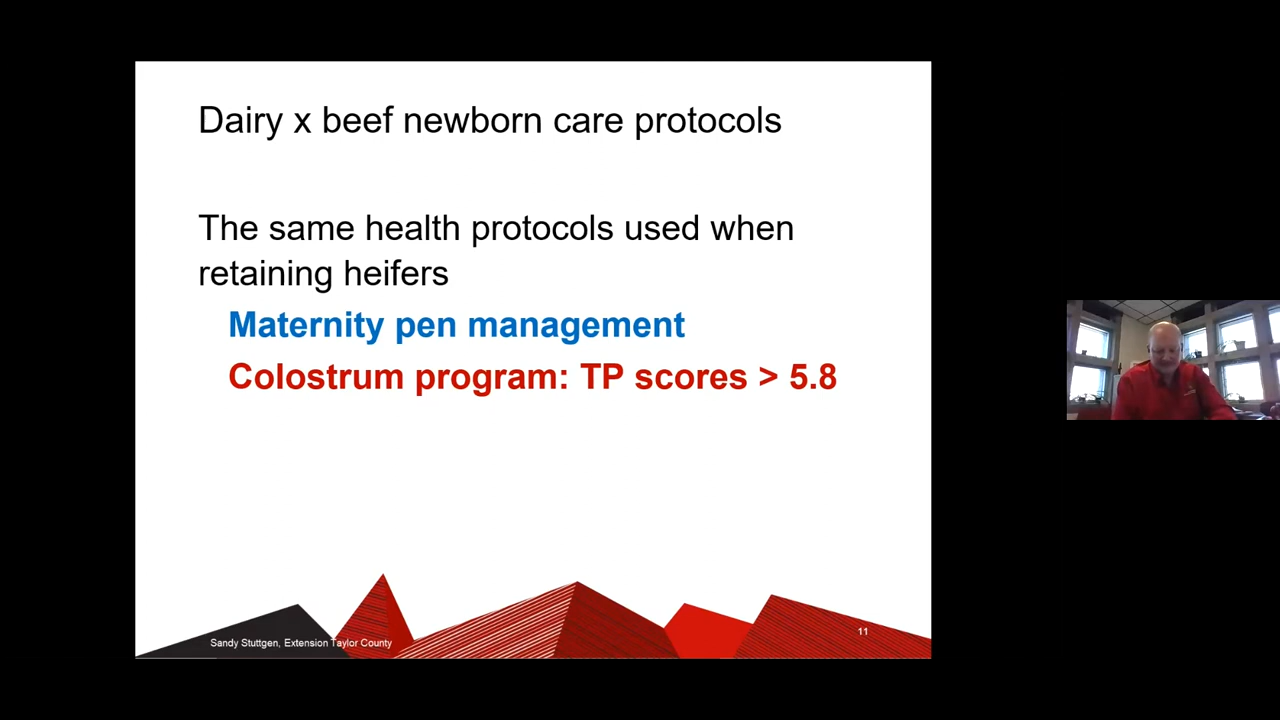 Dairy x beef newborn care protocols
The same health protocols used when
retaining heifers
Maternity pen management
Colostrum program: TP scores > 5.8
Sandy Stuttgen, Extension Taylor County
11